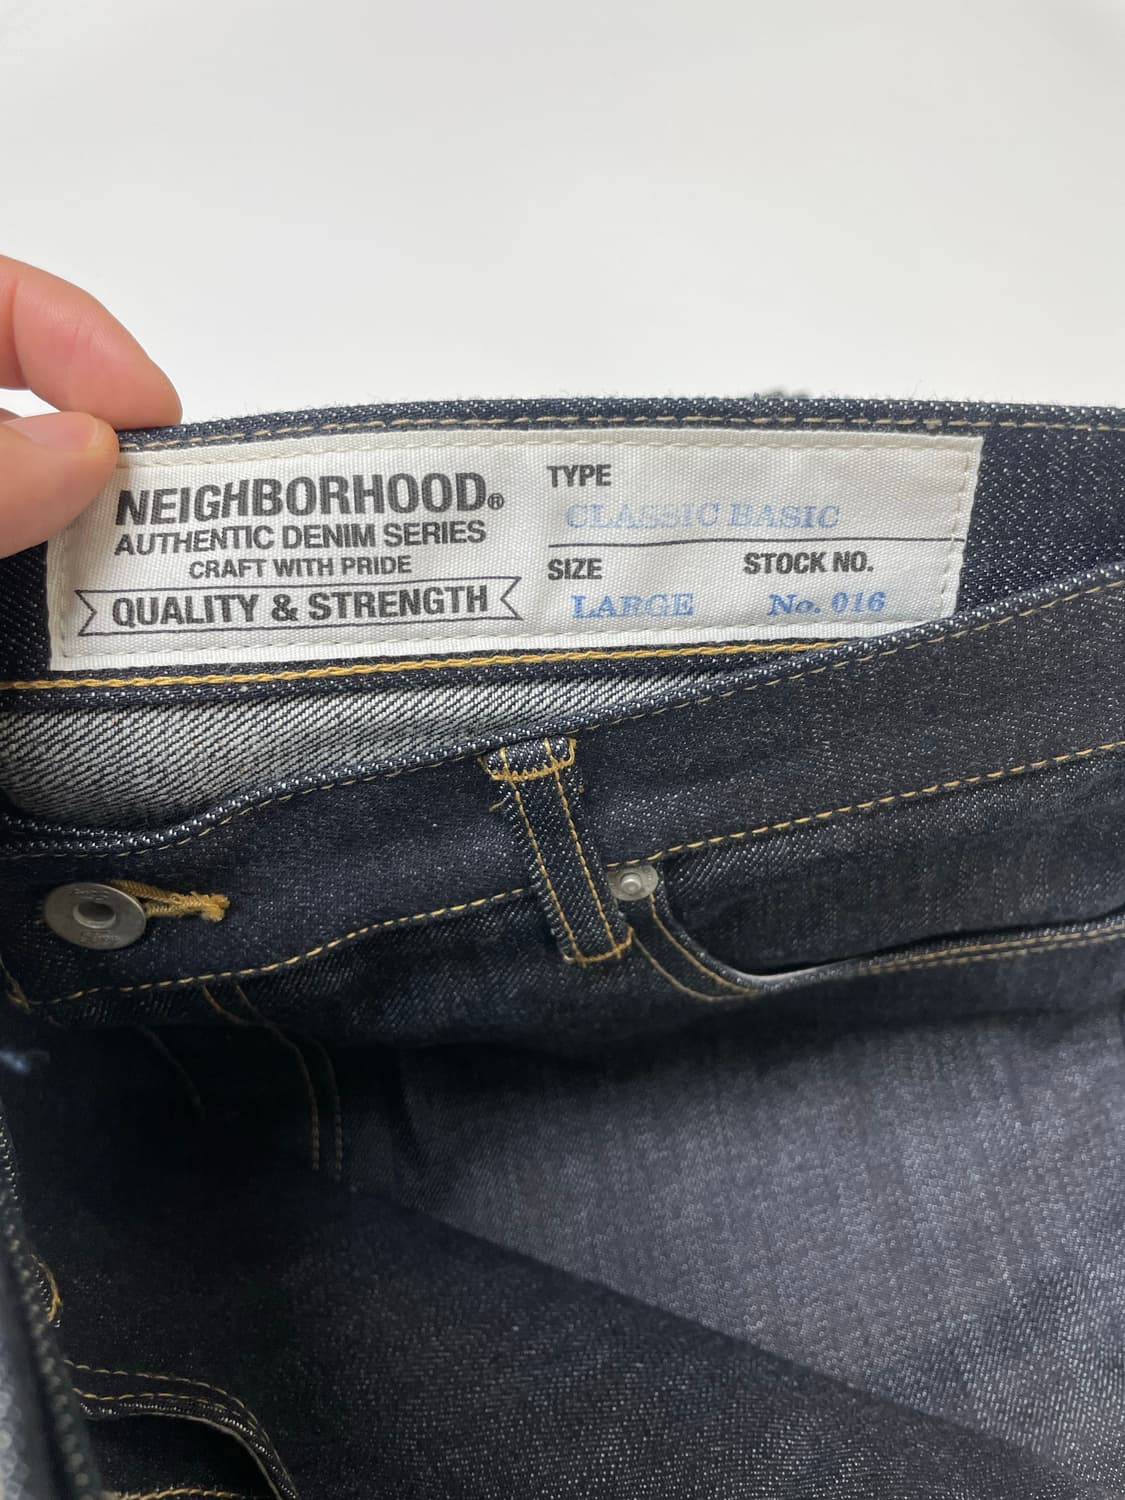 NEIGHBORHOOD®
AUTHENTIC DENIM SERIES
CRAFT WITH PRIDE
QUALITY & STRENGTH
TYPE
CLASSIC BASIC
SIZE
STOCK NO.
LARGE
No. 016